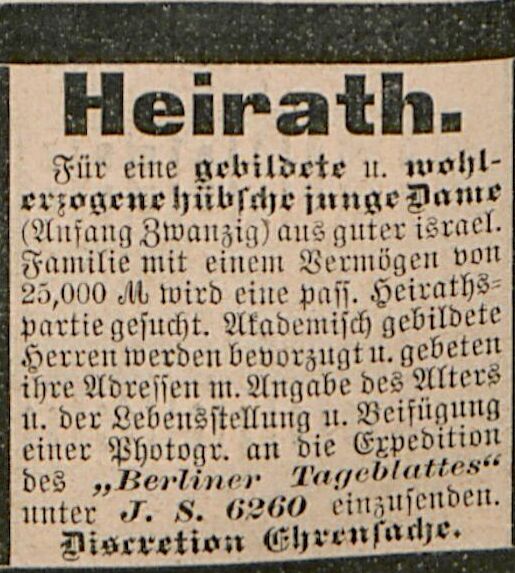 Heirath.
Für eine gebildete u. wohl-
erzogene hübsche junge Dame
(Anfang Zwanzig) aus guter israel.
Familie mit einem Vermögen von
25,000 M wird eine pass. Heiraths-
partie gesucht. Akademisch gebildete
Herren werden bevorzugt u. gebeten
ihre Adressen m. Angabe des Alters
u. der Lebensstellung u. Beifügung
einer Photogr. an die Expedition
des „Berliner Tageblattes“
unter J. S. 6260 einzusenden.
Discretion Ehrensache.